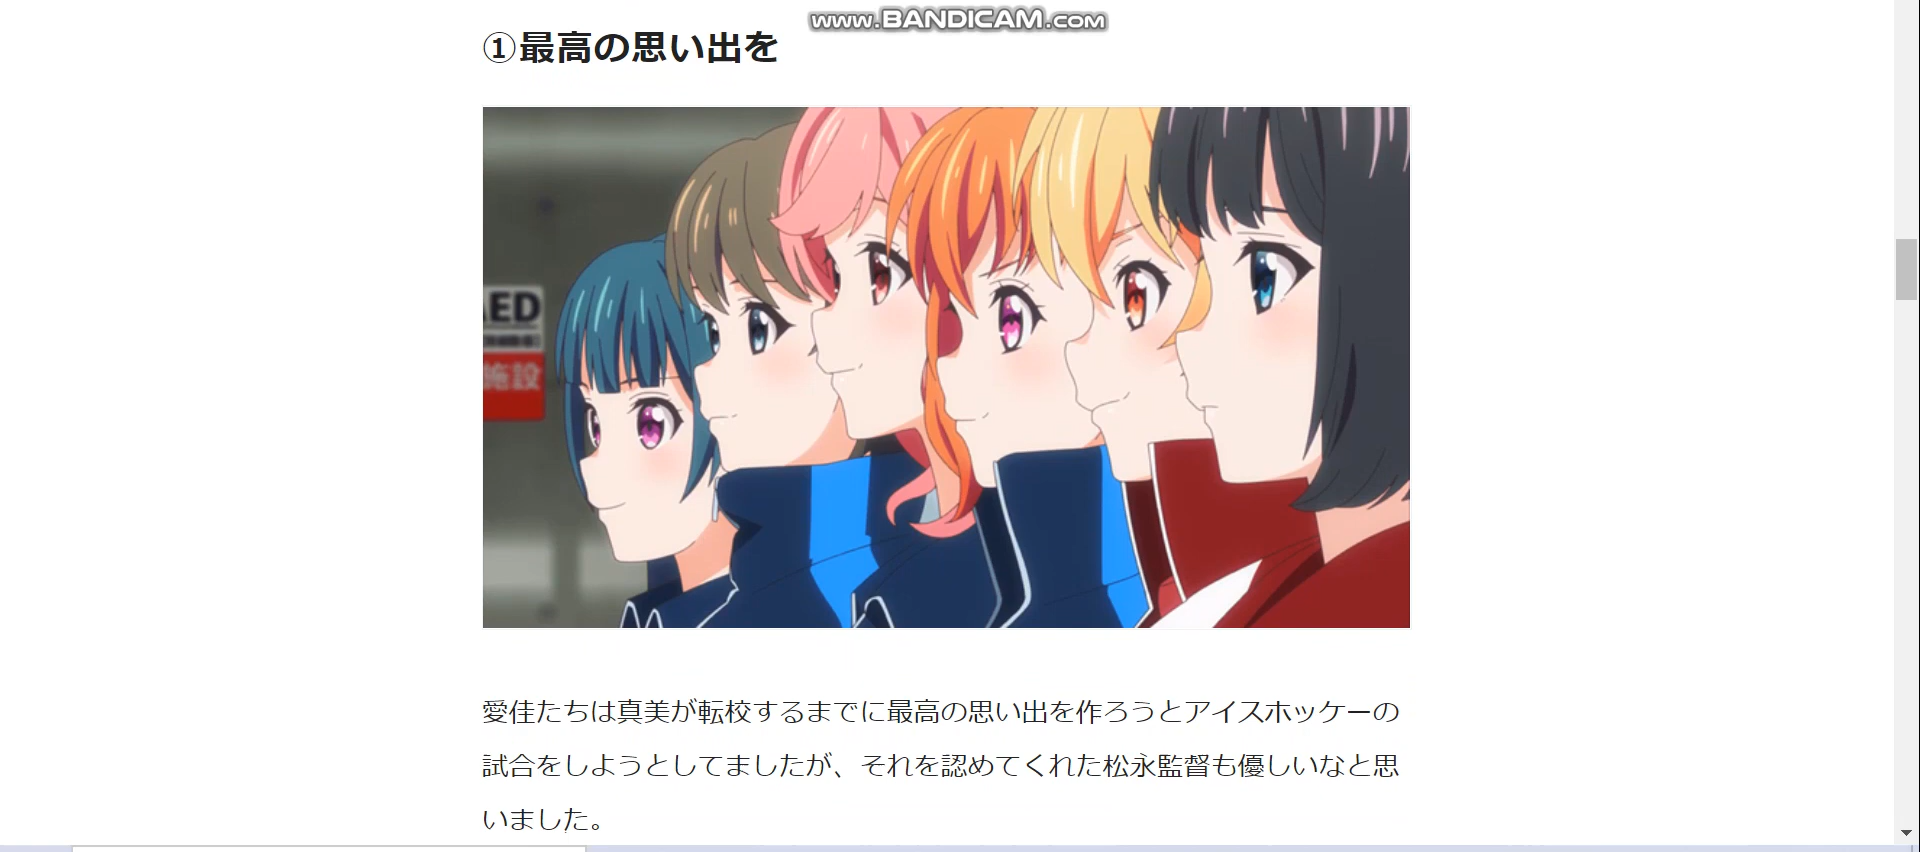 www.BANDICAM.com
①最高の思い出を
AED
施設
愛佳たちは真美が転校するまでに最高の思い出を作ろうとアイスホッケーの
試合をしようとしてましたが、それを認めてくれた松永監督も優しいなと思
いました。